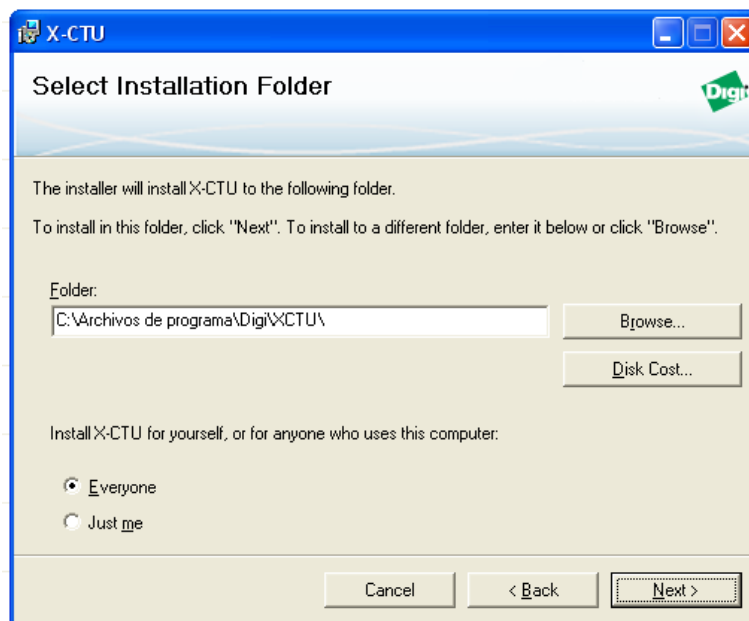 X-CTU
Select Installation Folder
Digi
The installer will install X-CTU to the following folder.
To install in this folder, click "Next". To install to a different folder, enter it below or click "Browse".
Folder:
C:\Archivos de programa\Digi\XCTU\
Browse...
Disk Cost...
Install X-CTU for yourself, or for anyone who uses this computer:
Everyone
Just me
Cancel
< Back
Next >